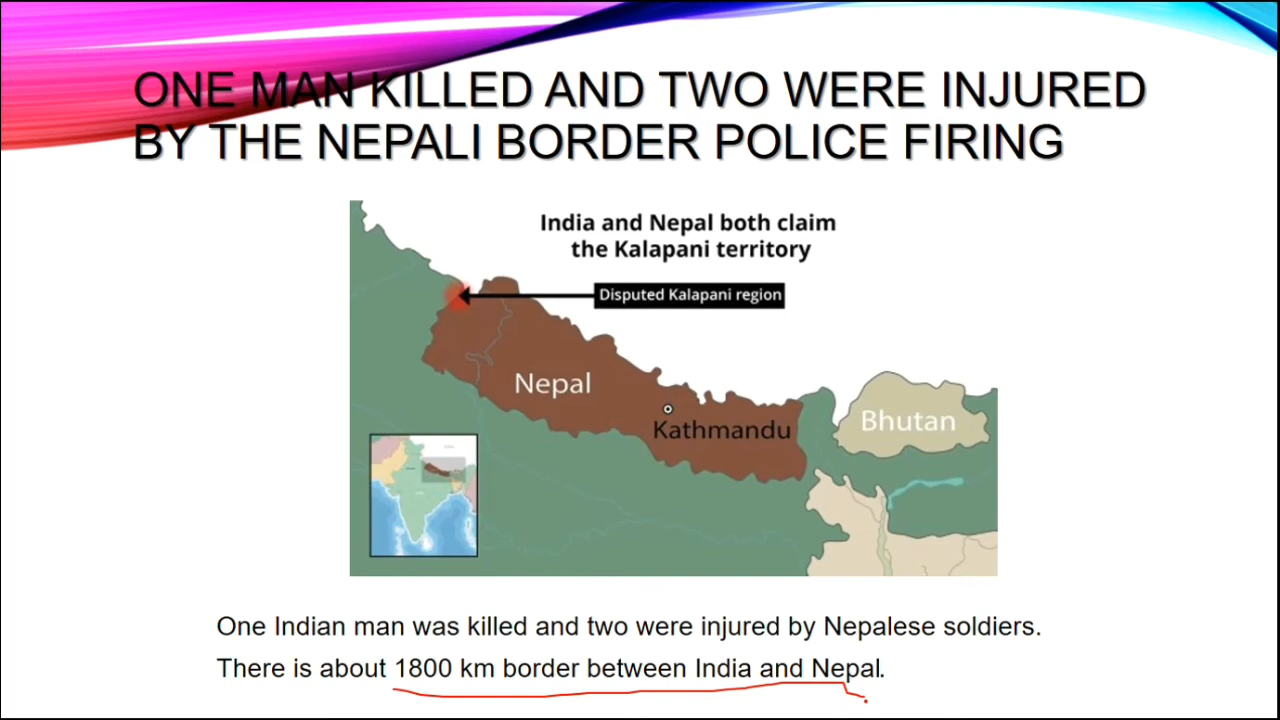 ONE MAN KILLED AND TWO WERE INJURED
BY THE NEPALI BORDER POLICE FIRING
India and Nepal both claim
the Kalapani territory
Disputed Kalapani region
Nepal
Kathmandu
Bhutan
One Indian man was killed and two were injured by Nepalese soldiers.
There is about 1800 km border between India and Nepal.